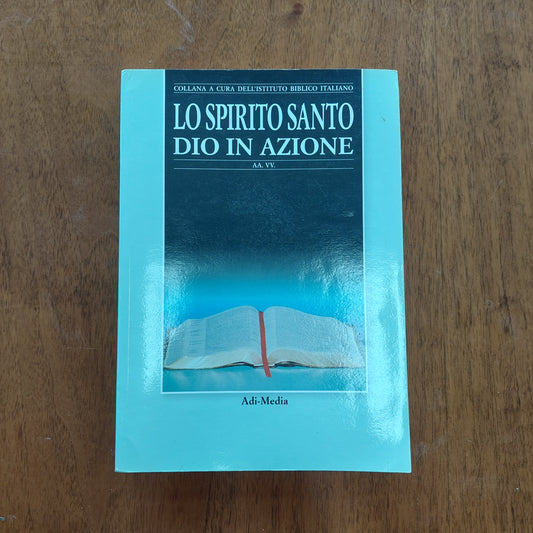 COLLANA A CURA DELL'ISTITUTO BIBLICO ITALIANO
LO SPIRITO SANTO
DIO IN AZIONE
AA. VV.
Adi-Media